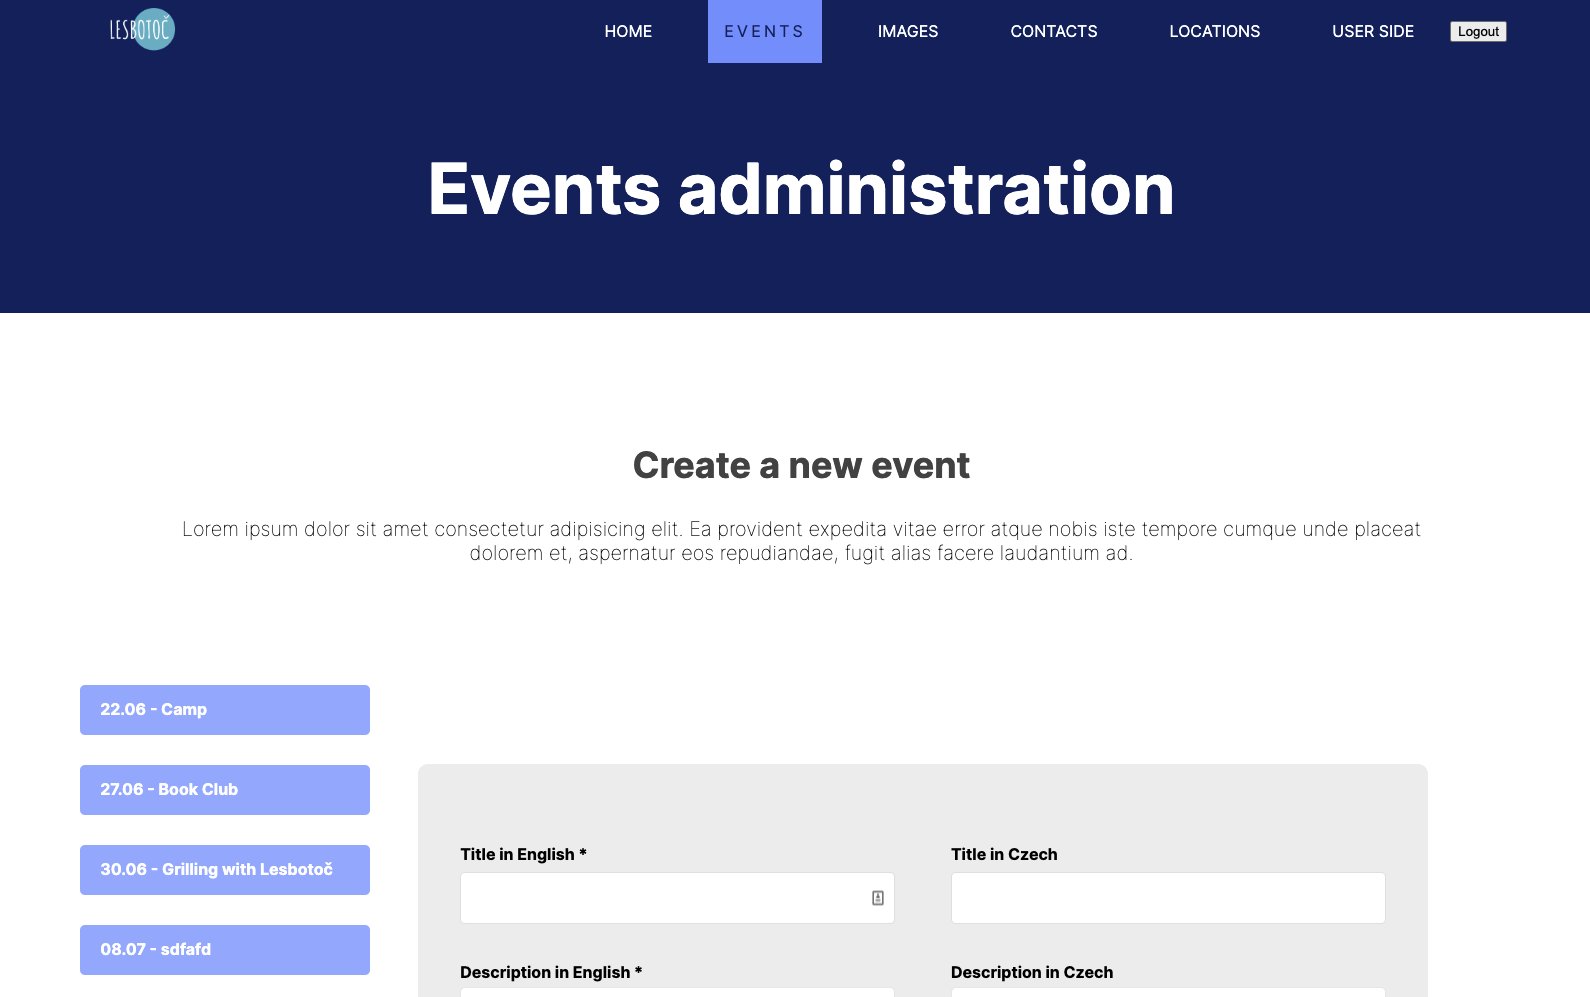 LESBOTOČ
HOME
EVENTS
IMAGES
CONTACTS
LOCATIONS
USER SIDE
Logout
Events administration
Create a new event
Lorem ipsum dolor sit amet consectetur adipisicing elit. Ea provident expedita vitae error atque nobis iste tempore cumque unde placeat
dolorem et, aspernatur eos repudiandae, fugit alias facere laudantium ad.
22.06 - Camp
27.06 - Book Club
30.06 - Grilling with Lesbotoč
08.07 - sdfafd
Title in English *
Title in Czech
Description in English *
Description in Czech